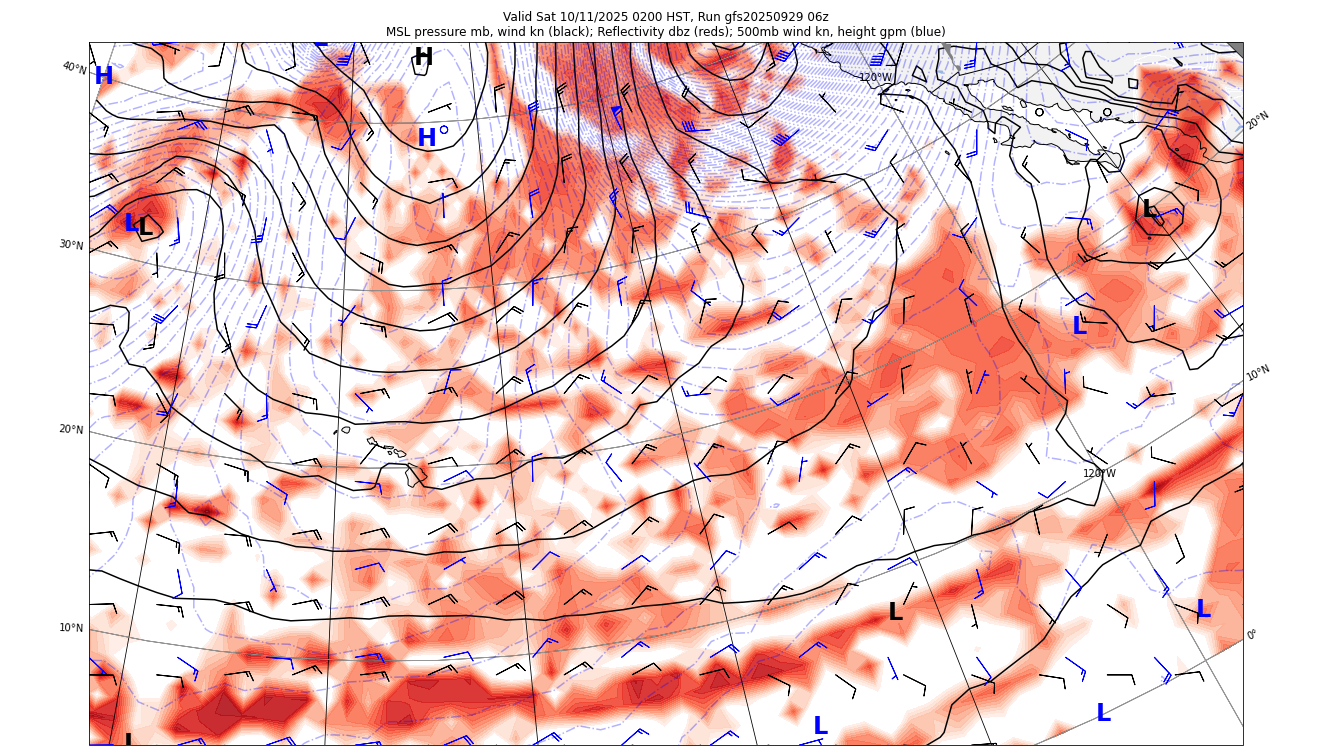 Valid Sat 10/11/2025 0200 HST, Run gfs20250929 06z
MSL pressure mb, wind kn (black); Reflectivity dbz (reds); 500mb wind kn, height gpm (blue)
40°N
H
H
120°W
20°N
H
L
L
L
30°N
L
10°N
20°N
120°W
10°N
L
L
0°
L
L
L